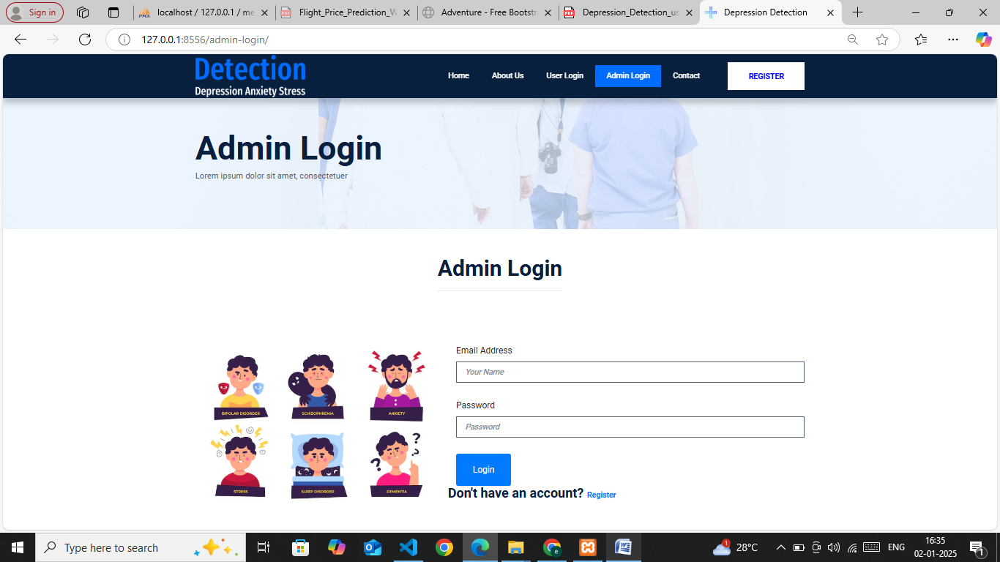 Sign in
localhost / 127.0.0.1 / me
Flight_Price_Prediction_W
Adventure - Free Bootstra
Depression_Detection_us
Depression Detection
127.0.0.1:8556/admin-login/
Detection
Depression Anxiety Stress
Home
About Us
User Login
Admin Login
Contact
REGISTER
Admin Login
Lorem ipsum dolor sit amet, consectetuer
Admin Login
BIPOLAR DISORDER
SCHIZOPHRENIA
ANXIETY
STRESS
SLEEP DISORDER
DEMENTIA
Email Address
Your Name
Password
Password
Login
Don't have an account? Register
Type here to search
1
28°C
ENG
16:35
02-01-2025
1